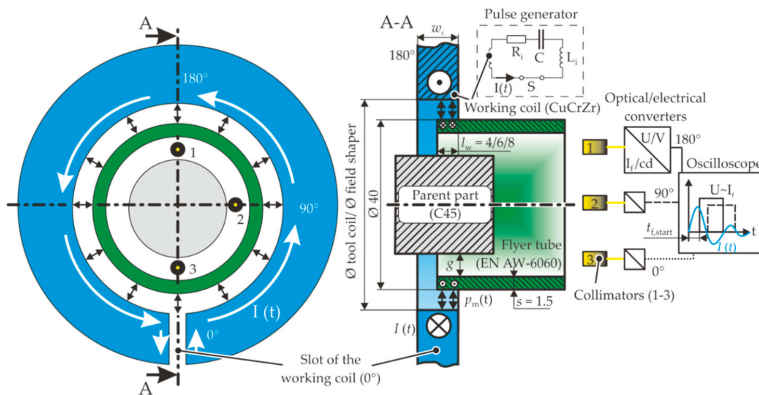 A
A
180°
90°
0°
1
2
3
I (t)
Slot of the
working coil (0°)
A-A
w
180°
Pulse generator
R
i
C
L
i
I(t)
S
Working coil (CuCrZr)
Ø tool coil/ Ø field shaper
Ø 40
l
w
= 4/6/8
Parent part
(C45)
Flyer tube
(EN AW-6060)
g
p
m
(t)
s = 1.5
I (t)
Optical/electrical
converters
1
U/V
I
f
/cd
180°
Oscilloscope
2
90°
U~I
f
t
f,start
t
I (t)
3
0°
Collimators (1-3)